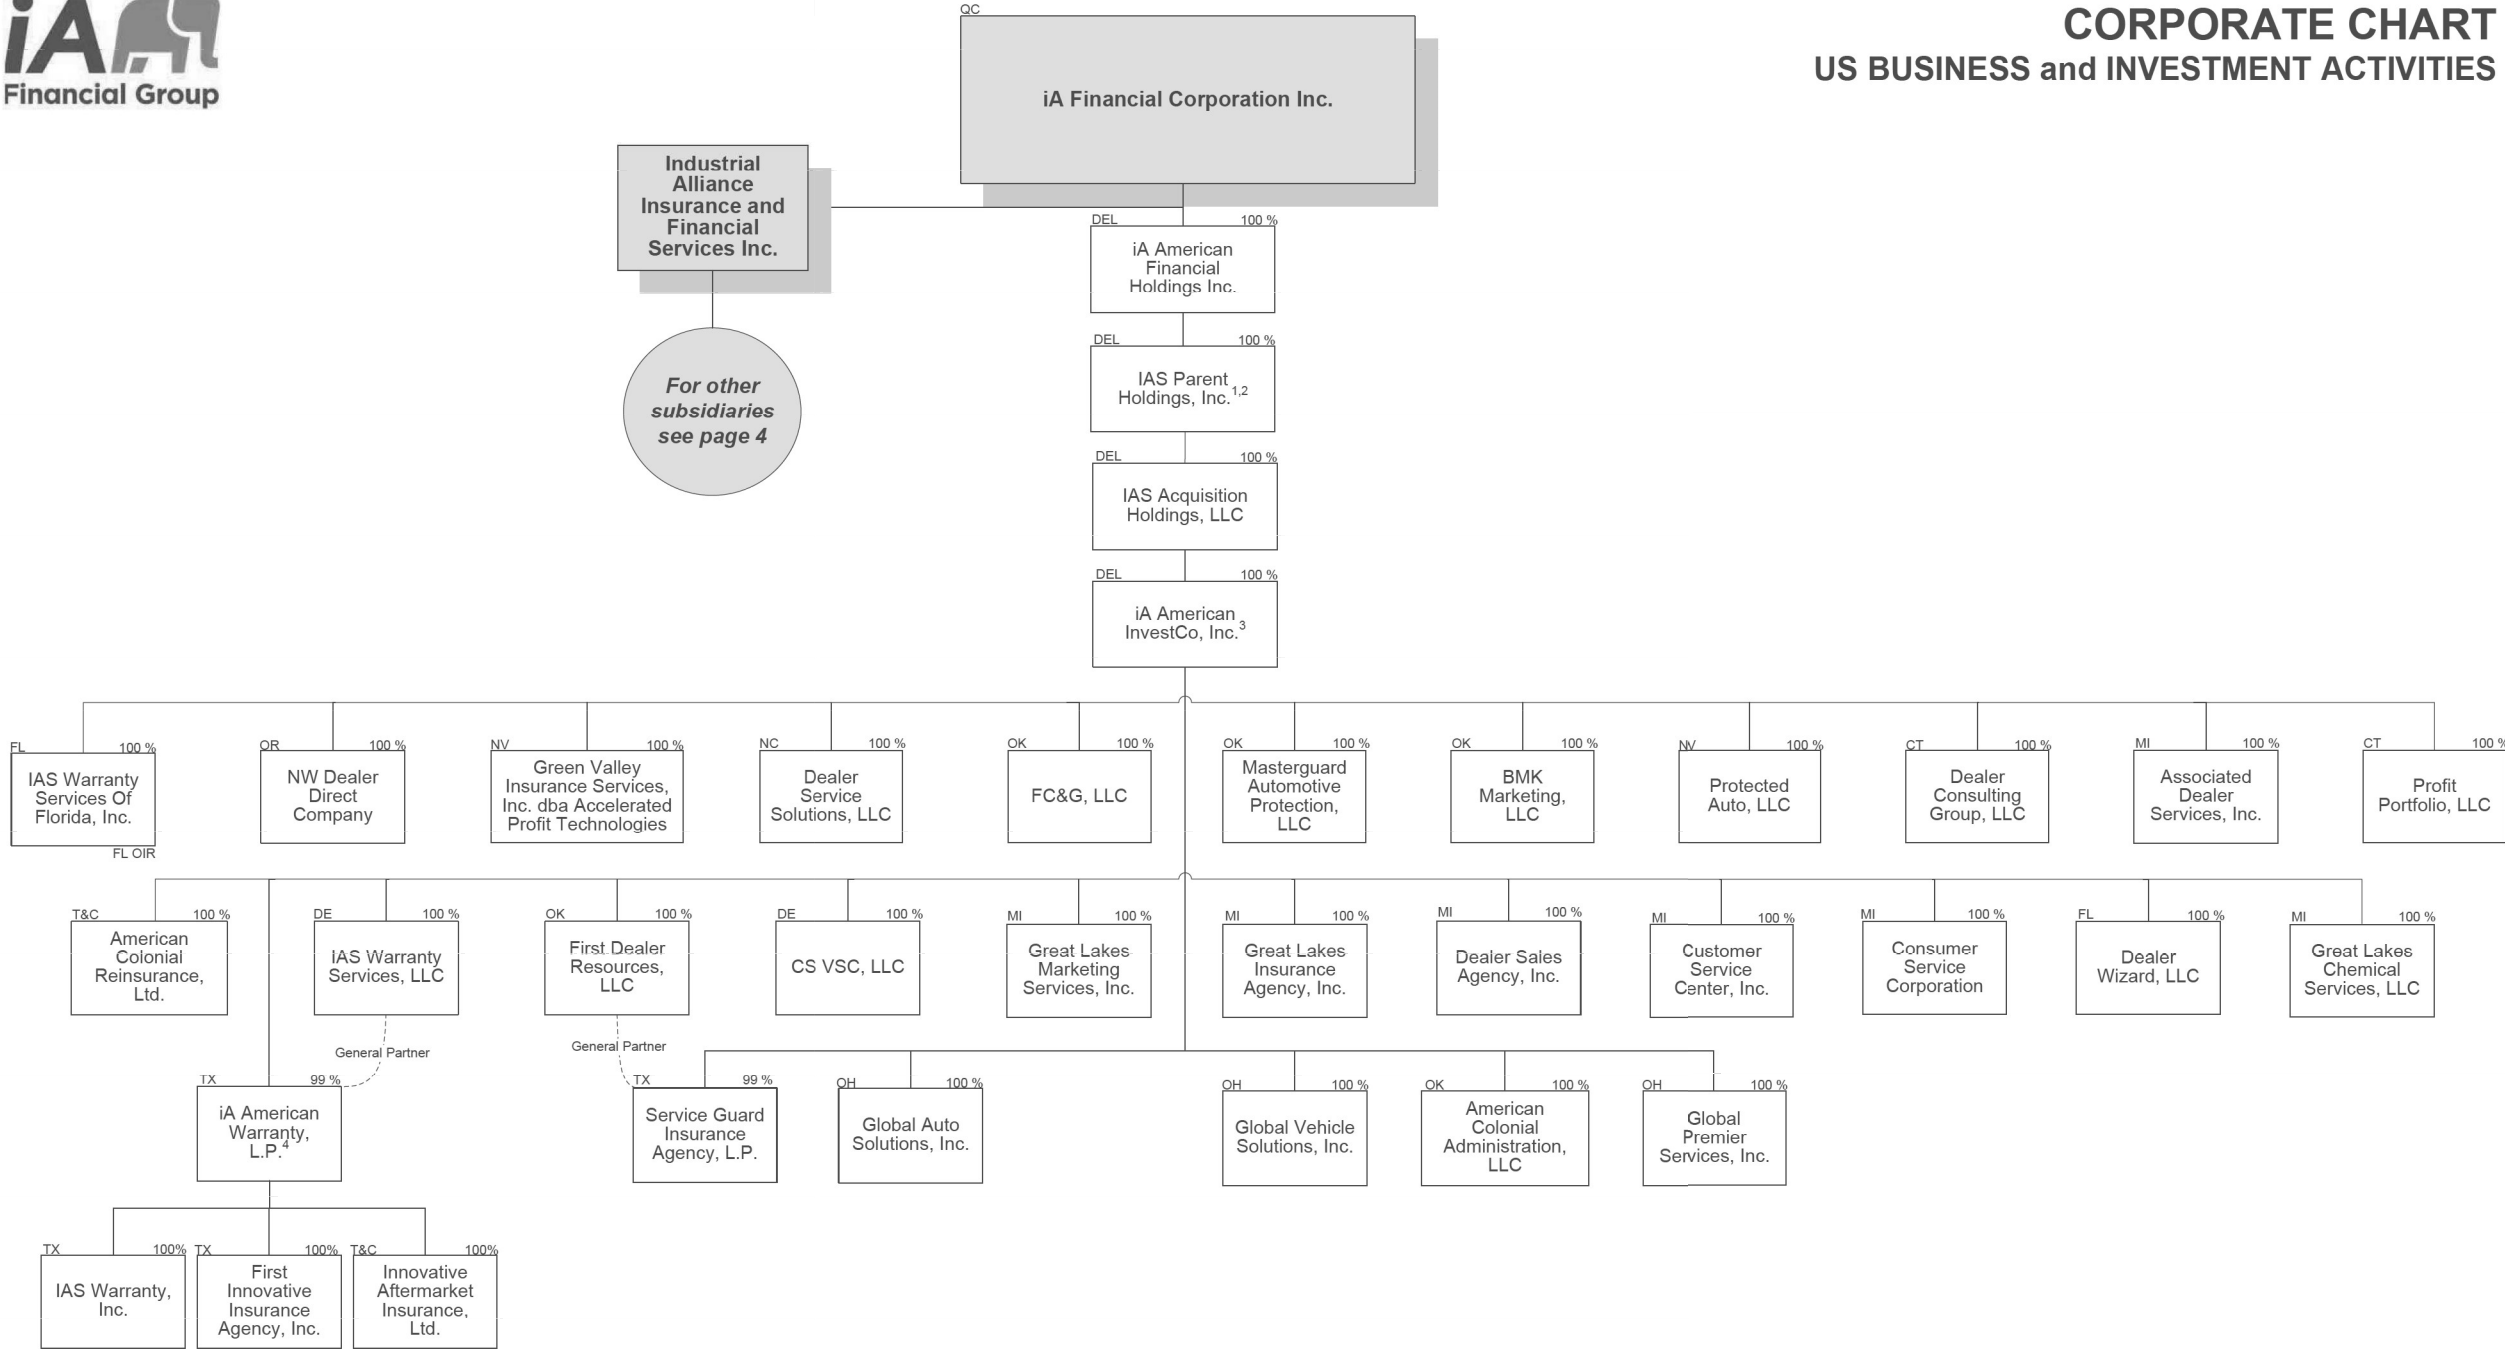 iA
Financial Group
CORPORATE CHART
US BUSINESS and INVESTMENT ACTIVITIES
QC
iA Financial Corporation Inc.
Industrial
Alliance
Insurance and
Financial
Services Inc.
For other
subsidiaries
see page 4
DEL 100 %
iA American
Financial
Holdings Inc.
DEL 100 %
IAS Parent
Holdings, Inc.1,2
DEL 100 %
IAS Acquisition
Holdings, LLC
DEL 100 %
iA American
InvestCo, Inc.3
FL 100 %
IAS Warranty
Services Of
Florida, Inc.
FL OIR
OR 100 %
NW Dealer
Direct
Company
NV 100 %
Green Valley
Insurance Services,
Inc. dba Accelerated
Profit Technologies
NC 100 %
Dealer
Service
Solutions, LLC
OK 100 %
FC&G, LLC
OK 100 %
Masterguard
Automotive
Protection,
LLC
OK 100 %
BMK
Marketing,
LLC
NV 100 %
Protected
Auto, LLC
CT 100 %
Dealer
Consulting
Group, LLC
MI 100 %
Associated
Dealer
Services, Inc.
CT 100 %
Profit
Portfolio, LLC
T&C 100 %
American
Colonial
Reinsurance,
Ltd.
DE 100 %
IAS Warranty
Services, LLC
General Partner
OK 100 %
First Dealer
Resources,
LLC
General Partner
DE 100 %
CS VSC, LLC
MI 100 %
Great Lakes
Marketing
Services, Inc.
MI 100 %
Great Lakes
Insurance
Agency, Inc.
MI 100 %
Dealer Sales
Agency, Inc.
MI 100 %
Customer
Service
Center, Inc.
MI 100 %
Consumer
Service
Corporation
FL 100 %
Dealer
Wizard, LLC
MI 100 %
Great Lakes
Chemical
Services, LLC
TX 99 %
iA American
Warranty,
L.P.4
TX 99 %
Service Guard
Insurance
Agency, L.P.
OH 100 %
Global Auto
Solutions, Inc.
OH 100 %
Global Vehicle
Solutions, Inc.
OK 100 %
American
Colonial
Administration,
LLC
OH 100 %
Global
Premier
Services, Inc.
TX 100%
IAS Warranty,
Inc.
TX 100%
First
Innovative
Insurance
Agency, Inc.
T&C 100%
Innovative
Aftermarket
Insurance,
Ltd.